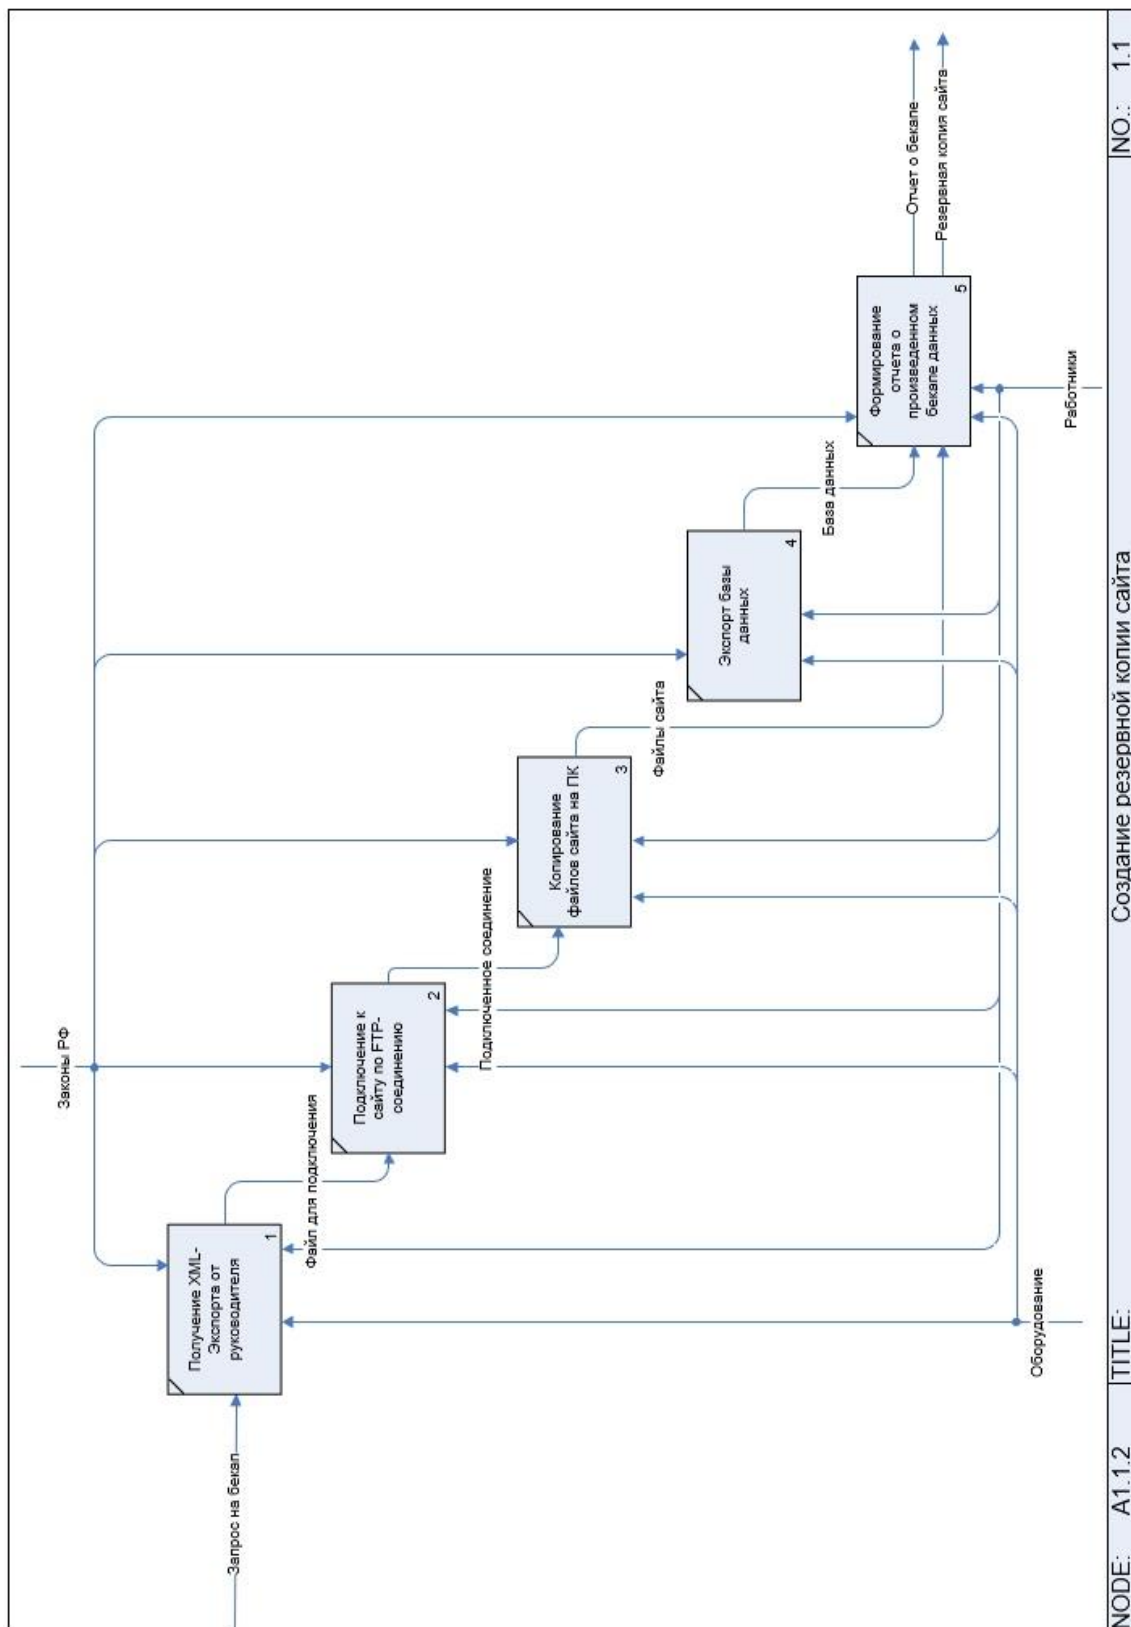 Законы РФ
Запрос на бекап
Получение XML-
Экспорта от
руководителя
1
Файл для подключения
Подключение к
сайту по FTP-
соединению
2
Подключенное соединение
Копирование
файлов сайта на ПК
3
Файлы сайта
Экспорт базы
данных
4
База данных
Формирование
отчета о
произведенном
бекапе данных
5
Отчет о бекапе
Резервная копия сайта
Оборудование
Работники
NODE: A1.1.2
TITLE: Создание резервной копии сайта
NO.: 1.1